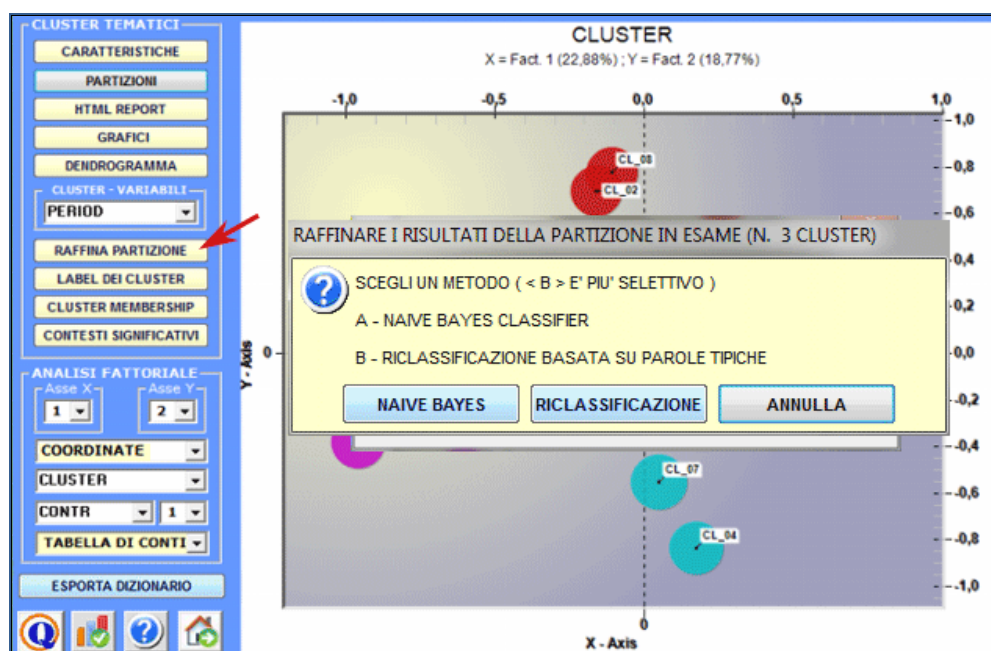 CLUSTER TEMATICI
CARATTERISTICHE
PARTIZIONI
HTML REPORT
GRAFICI
DENDROGRAMMA
CLUSTER - VARIABILI
PERIOD
RAFFINA PARTIZIONE
LABEL DEI CLUSTER
CLUSTER MEMBERSHIP
CONTESTI SIGNIFICATIVI
ANALISI FATTORIALE
Asse X Asse Y
1 2
COORDINATE
CLUSTER
CONTR 1
TABELLA DI CONTI
ESPORTA DIZIONARIO
Q ?
CLUSTER
X = Fact. 1 (22,88%) ; Y = Fact. 2 (18,77%)
-1,0 -0,5 0,0 0,5 1,0
CL_08
CL_02
RAFFINARE I RISULTATI DELLA PARTIZIONE IN ESAME (N. 3 CLUSTER)
?
SCEGLI UN METODO ( < B > E' PIU' SELETTIVO )
A - NAIVE BAYES CLASSIFIER
B - RICLASSIFICAZIONE BASATA SU PAROLE TIPICHE
NAIVE BAYES RICLASSIFICAZIONE ANNULLA
CL_07
CL_04
-1,0
-0,8
-0,6
-0,4
-0,2
-0,0
-0,2
-0,4
-0,6
-0,8
-1,0
Y - Axis
0
0
X - Axis